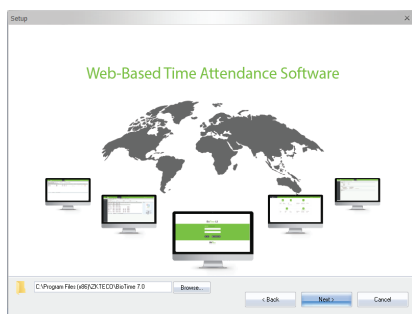 Setup
Web-Based Time Attendance Software
C:\Program Files (x86)\ZKTECO\BioTime 7.0
Browse...
< Back
Next >
Cancel